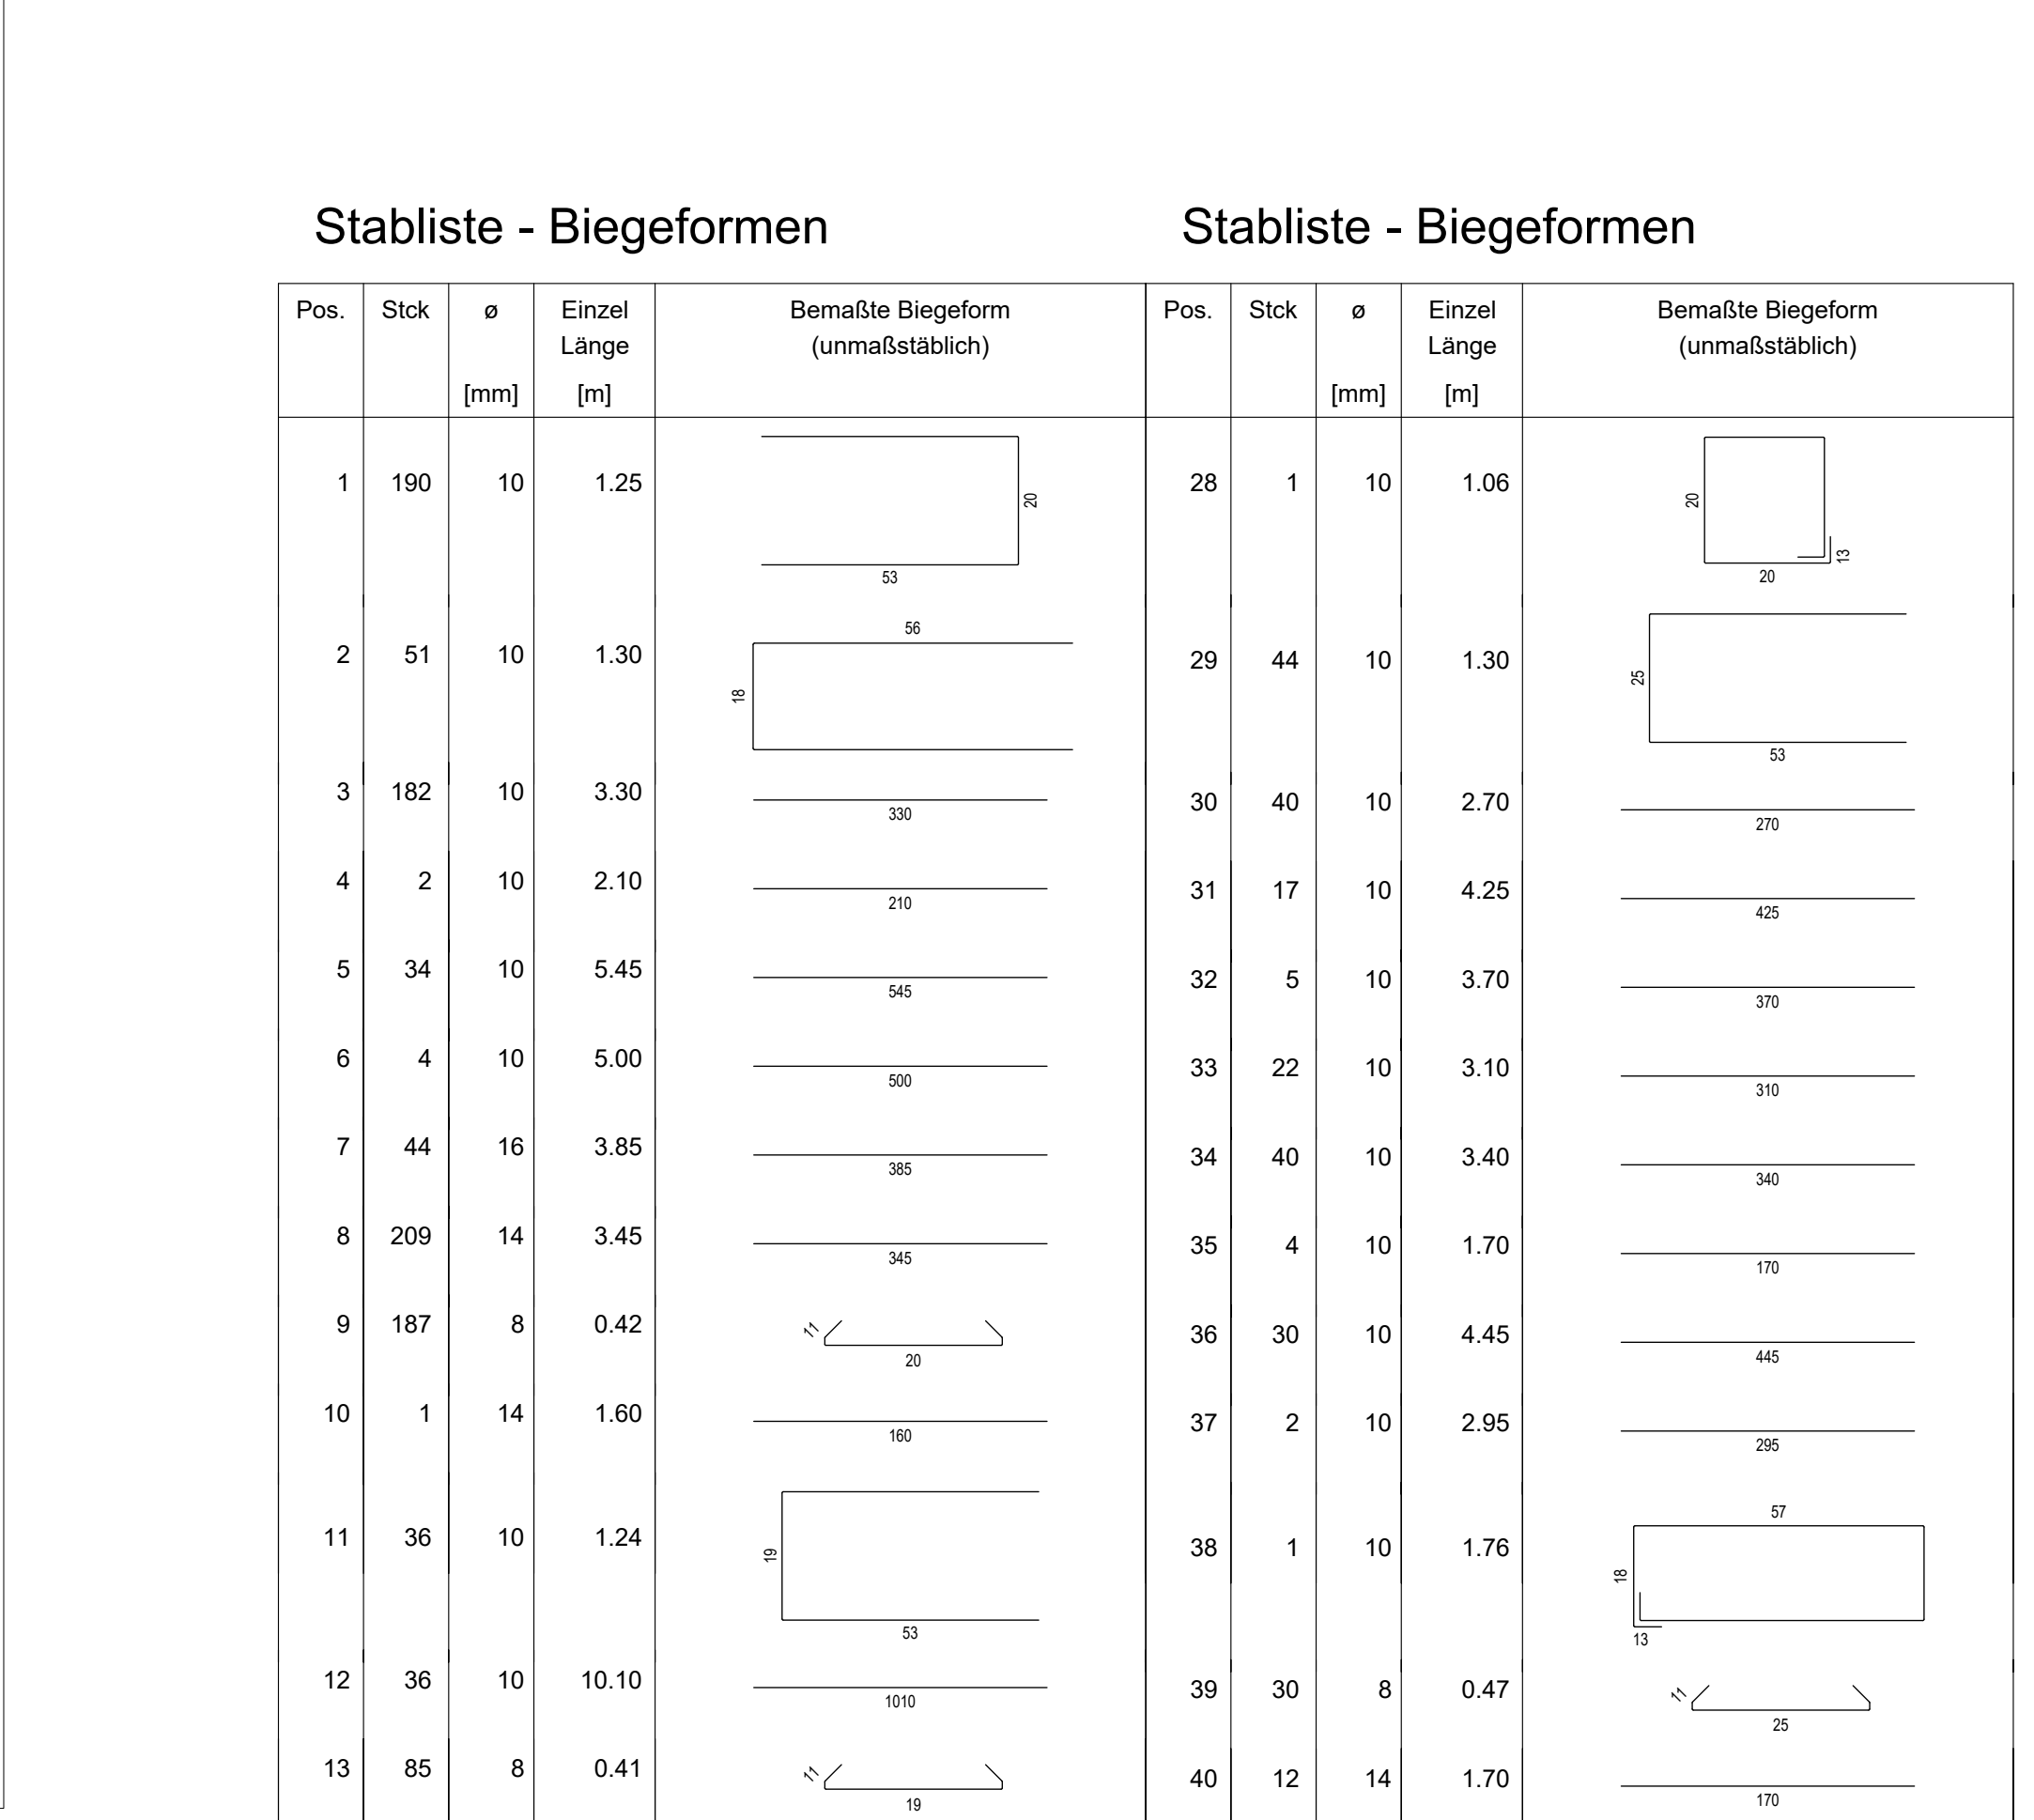 Stabliste - Biegeformen
Pos. Stck ø Einzel Bemaßte Biegeform
Länge (unmaßstäblich)
[mm] [m]
1 190 10 1.25
20
53
56
2 51 10 1.30
18
3 182 10 3.30
330
4 2 10 2.10
210
5 34 10 5.45
545
6 4 10 5.00
500
7 44 16 3.85
385
8 209 14 3.45
345
9 187 8 0.42 11
20
10 1 14 1.60
160
11 36 10 1.24
19
53
12 36 10 10.10
1010
13 85 8 0.41 11
19
Stabliste - Biegeformen
Pos. Stck ø Einzel Bemaßte Biegeform
Länge (unmaßstäblich)
[mm] [m]
28 1 10 1.06
20
13
20
29 44 10 1.30
25
53
30 40 10 2.70
270
31 17 10 4.25
425
32 5 10 3.70
370
33 22 10 3.10
310
34 40 10 3.40
340
35 4 10 1.70
170
36 30 10 4.45
445
37 2 10 2.95
295
57
38 1 10 1.76
18
13
39 30 8 0.47 11
25
40 12 14 1.70
170